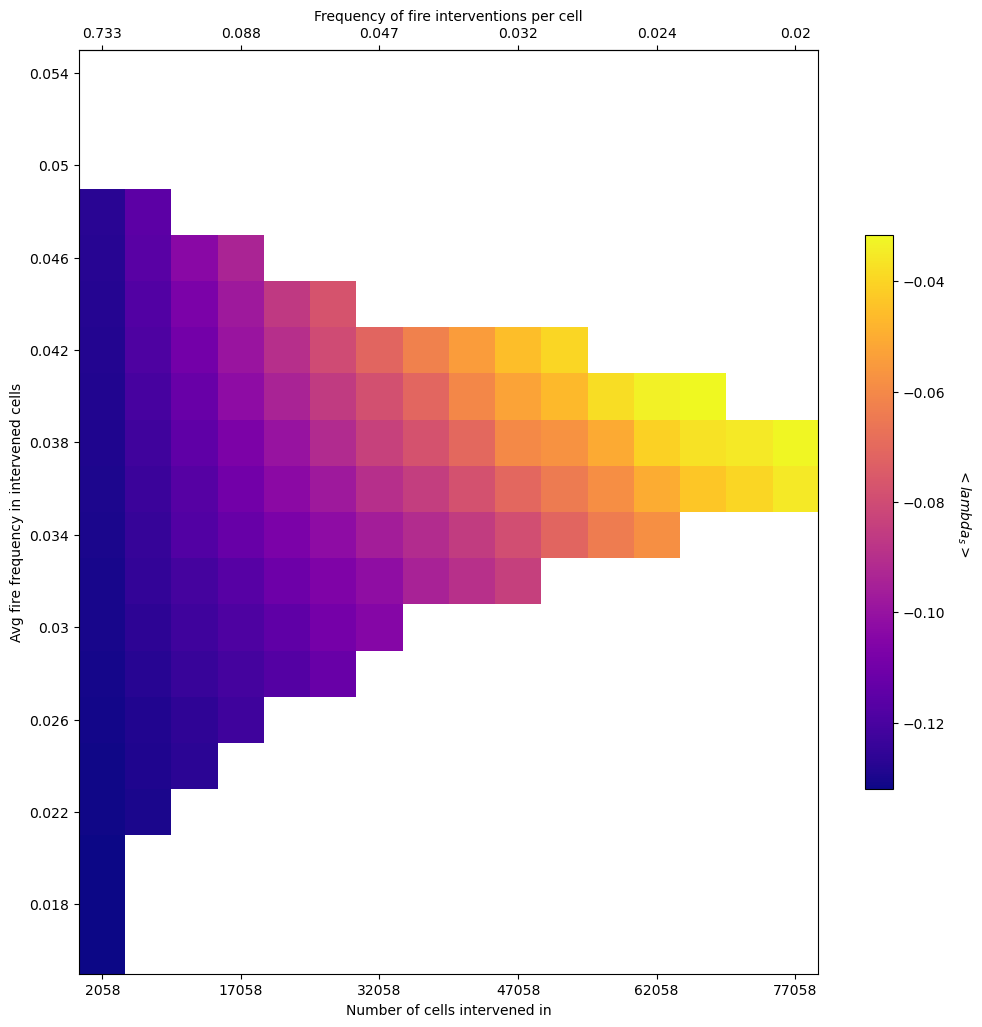 Frequency of fire interventions per cell
0.733 0.088 0.047 0.032 0.024 0.02
0.054
0.05
0.046
0.042
0.038
0.034
0.03
0.026
0.022
0.018
Avg fire frequency in intervened cells
2058 17058 32058 47058 62058 77058
Number of cells intervened in
−0.04
−0.06
−0.08
−0.10
−0.12
<lambda_s>